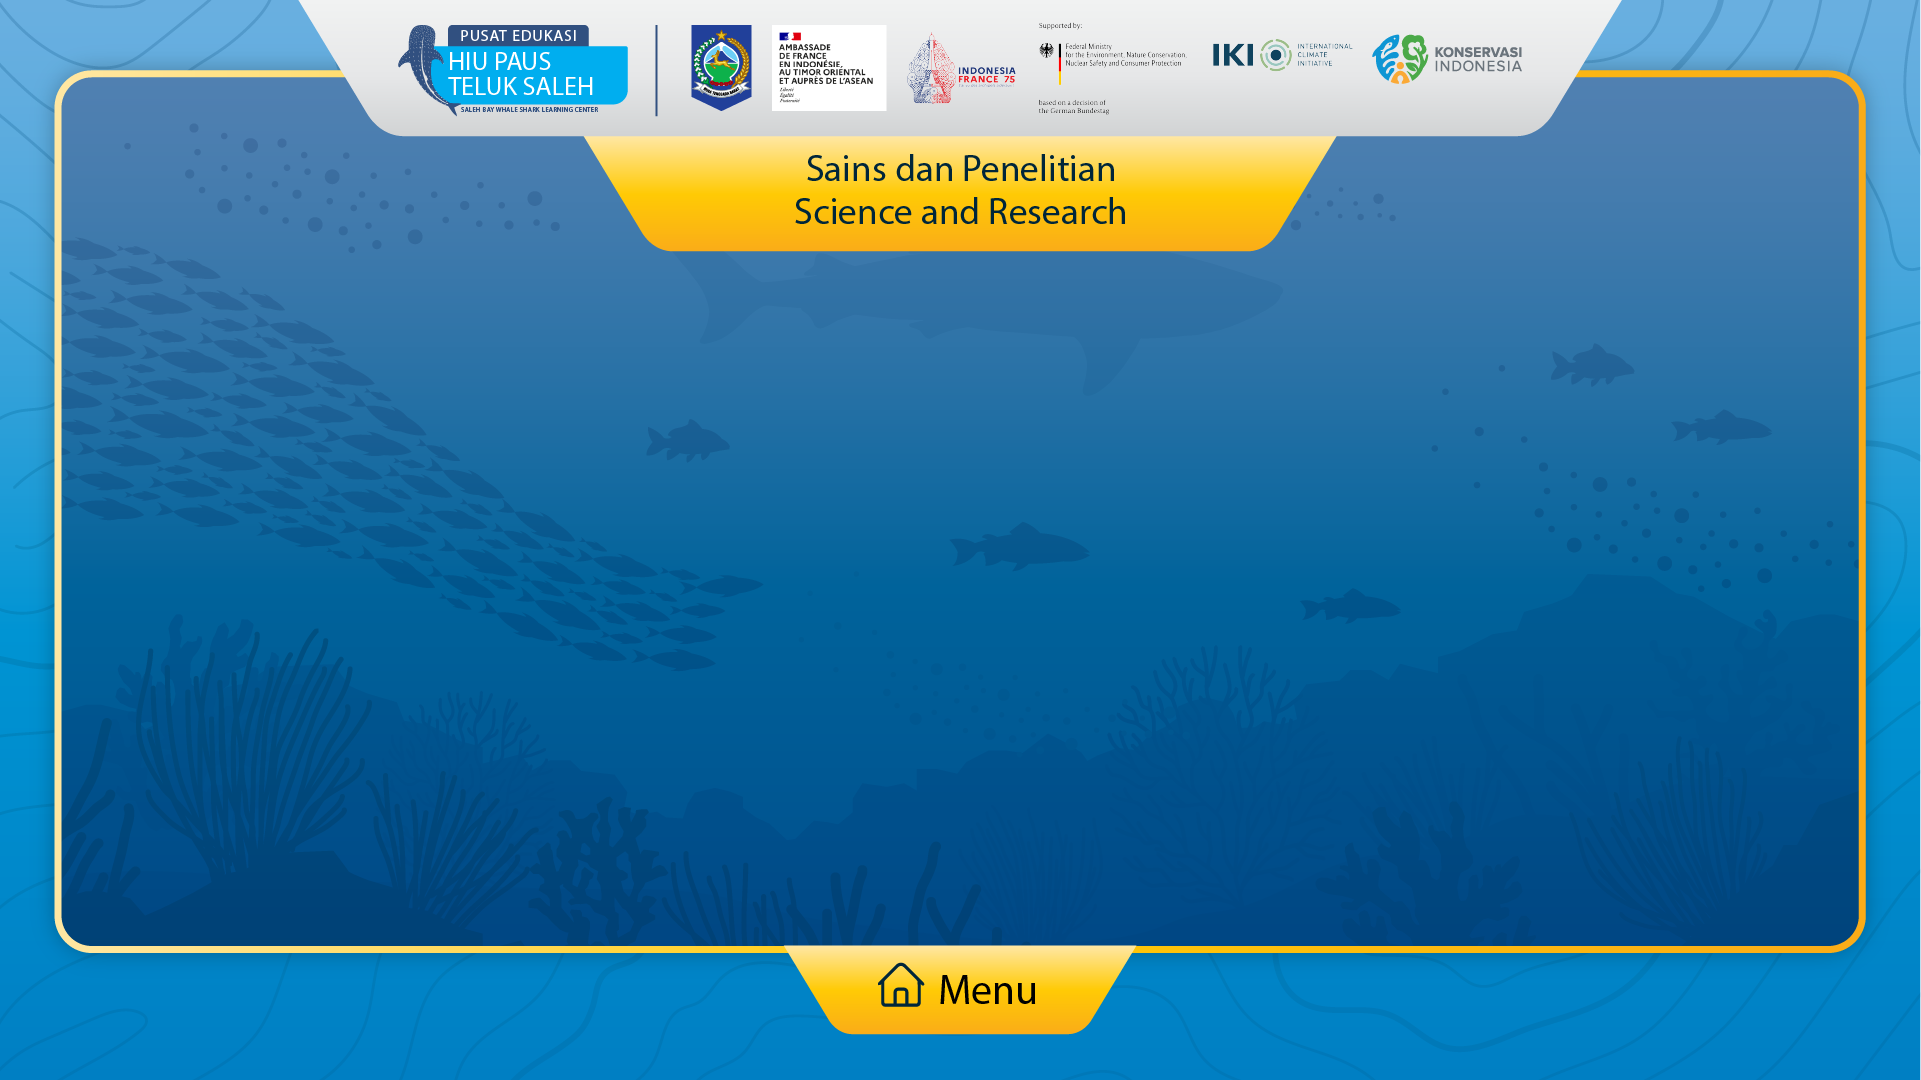 PUSAT EDUKASI
HIU PAUS
TELUK SALEH
SALEH BAY WHALE SHARK LEARNING CENTER
AMBASSADE
DE FRANCE
EN INDONÉSIE,
AU TIMOR ORIENTAL
ET AUPRÈS DE L'ASEAN
Liberté
Égalité
Fraternité
INDONESIA
FRANCE 75
Supported by:
Federal Ministry
for the Environment, Nature Conservation,
Nuclear Safety and Consumer Protection
based on a decision of
the German Bundestag
IKI
INTERNATIONAL
CLIMATE
INITIATIVE
KONSERVASI
INDONESIA
Sains dan Penelitian
Science and Research
Menu